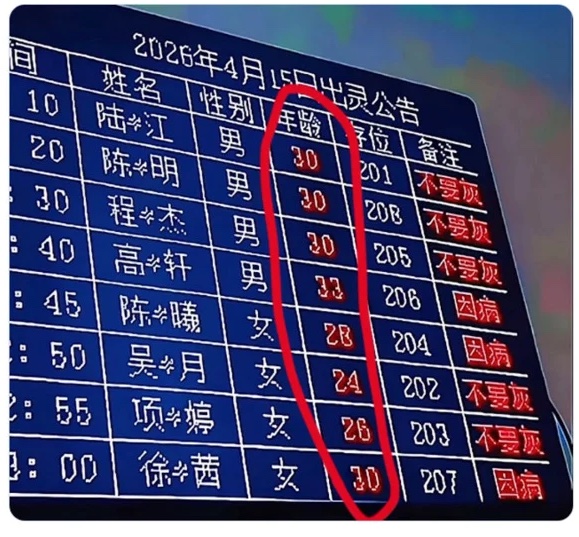 2026年4月15日出灵公告
间 姓名 性别 年龄 位 备注
10 陆*江 男 30 201 不要灰
20 陈*明 男 30 208 不要灰
30 程*杰 男 30 205 不要灰
: 40 高*轩 男 33 206 因病
: 45 陈*曦 女 28 204 因病
: 50 吴*月 女 24 202 不要灰
2: 55 项*婷 女 26 203 不要灰
: 00 徐*茜 女 30 207 因病